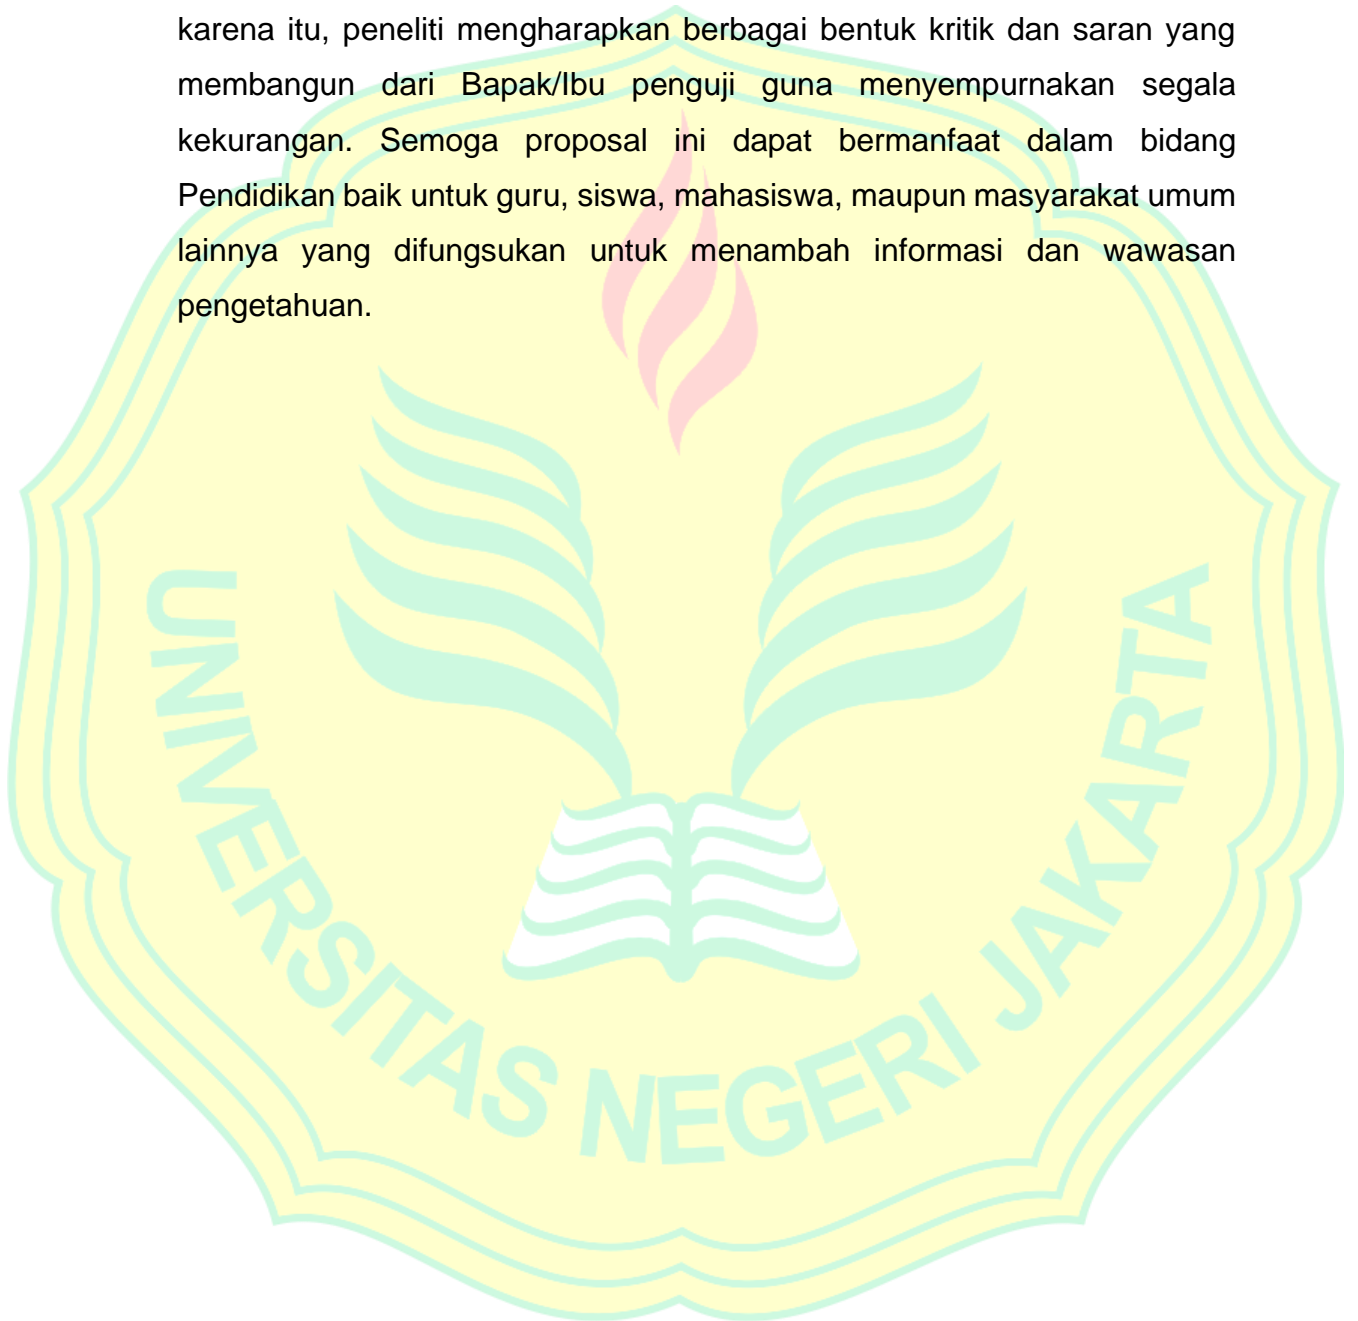 karena itu, peneliti mengharapkan berbagai bentuk kritik dan saran yang
membangun dari Bapak/Ibu penguji guna menyempurnakan segala
kekurangan. Semoga proposal ini dapat bermanfaat dalam bidang
Pendidikan baik untuk guru, siswa, mahasiswa, maupun masyarakat umum
lainnya yang difungsukan untuk menambah informasi dan wawasan
pengetahuan.
UNIVERSITAS NEGERI JAKARTA